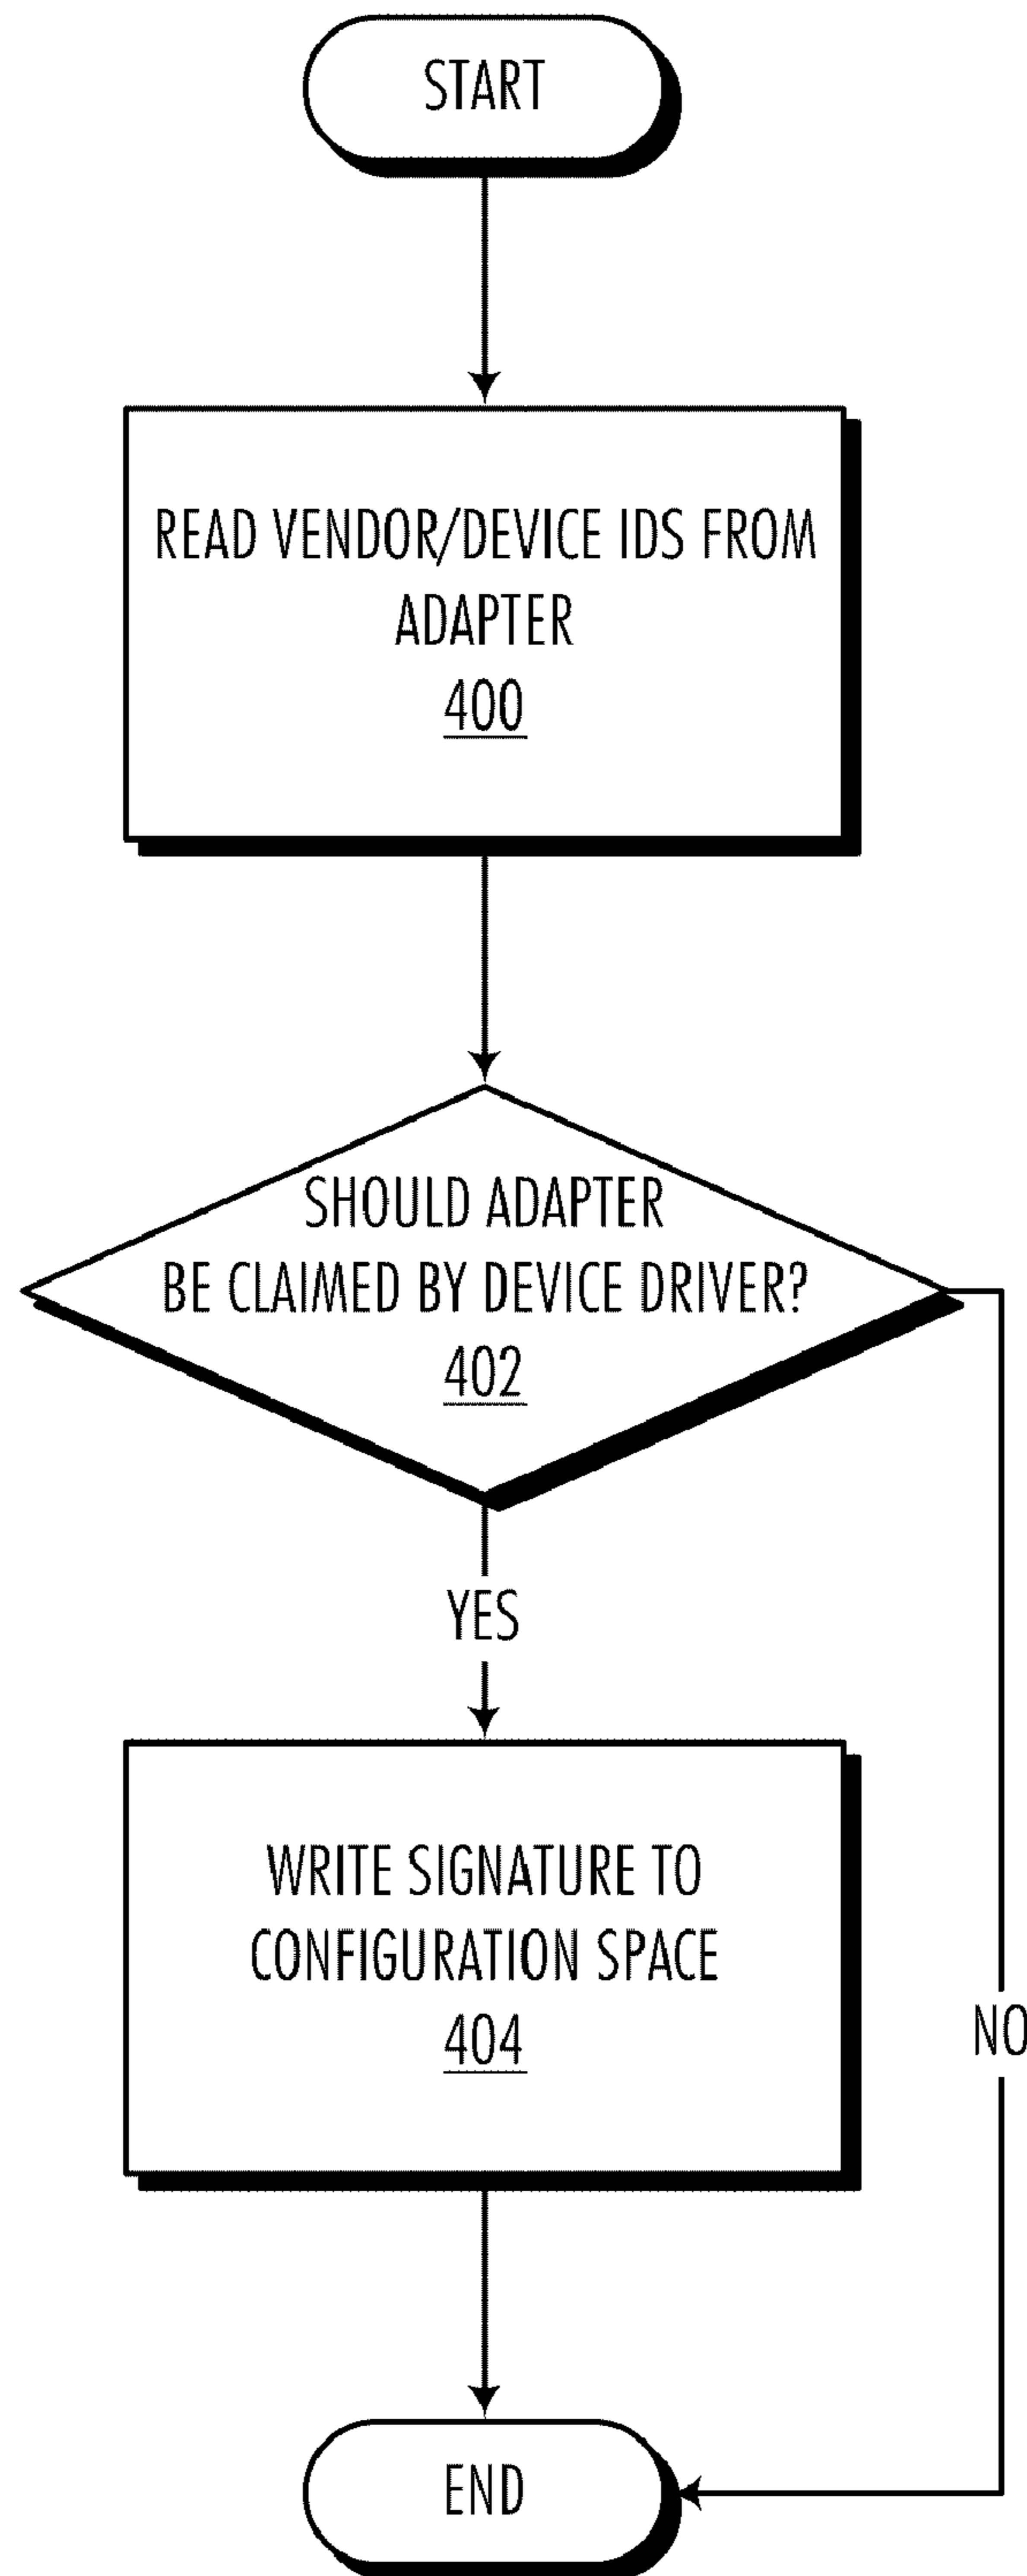 START
READ VENDOR/DEVICE IDS FROM
ADAPTER
400
SHOULD ADAPTER
BE CLAIMED BY DEVICE DRIVER?
402
YES
WRITE SIGNATURE TO
CONFIGURATION SPACE
404
NO
END